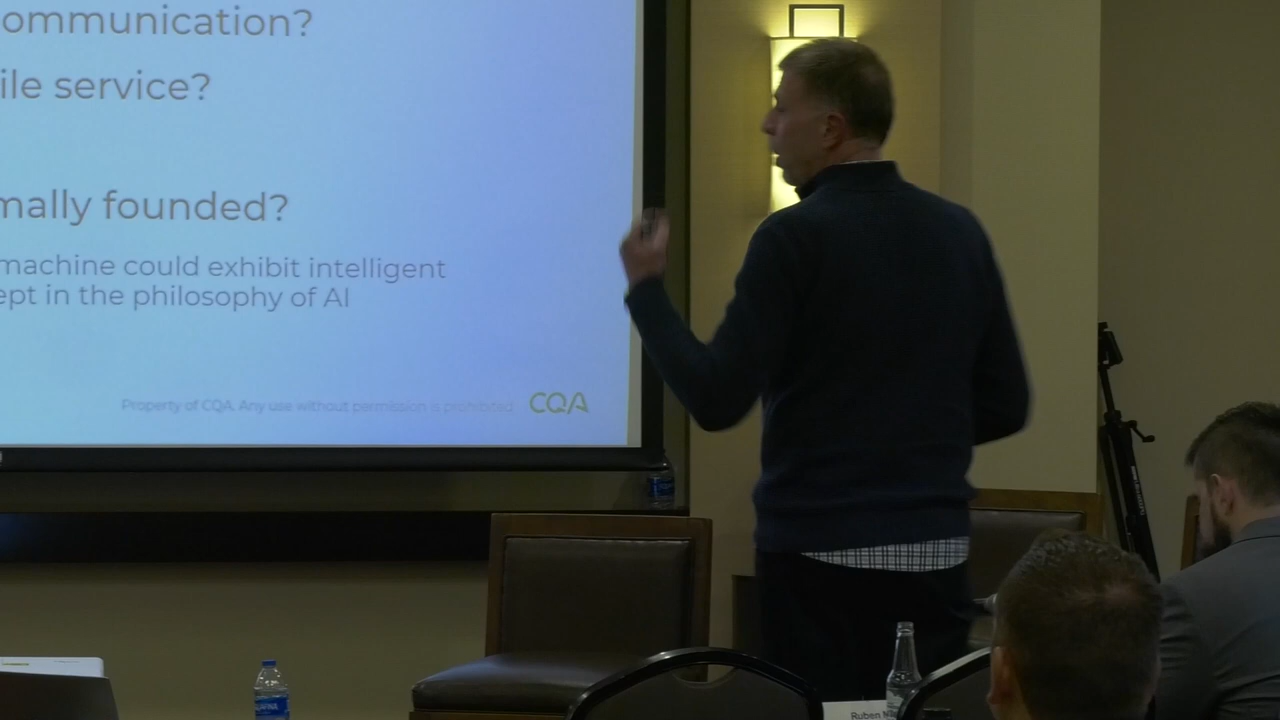 ommunication?
ile service?
mally founded?
machine could exhibit intelligent
ept in the philosophy of AI
Property of CQA. Any use without permission is prohibited.
CQA
Ruben